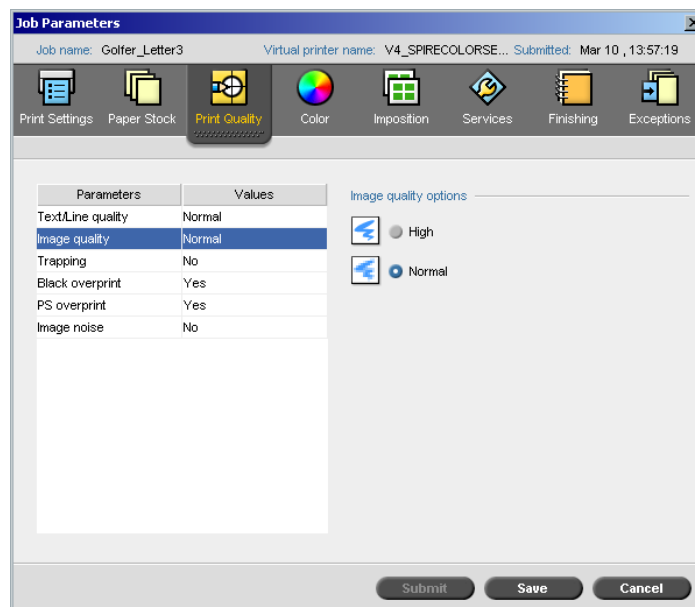 Job Parameters
Job name: Golfer_Letter3 Virtual printer name: V4_SPIRECOLORSE... Submitted: Mar 10 , 13:57:19
Print Settings Paper Stock Print Quality Color Imposition Services Finishing Exceptions
Parameters Values
Text/Line quality Normal
Image quality Normal
Trapping No
Black overprint Yes
PS overprint Yes
Image noise No
Image quality options
High
Normal
Submit Save Cancel